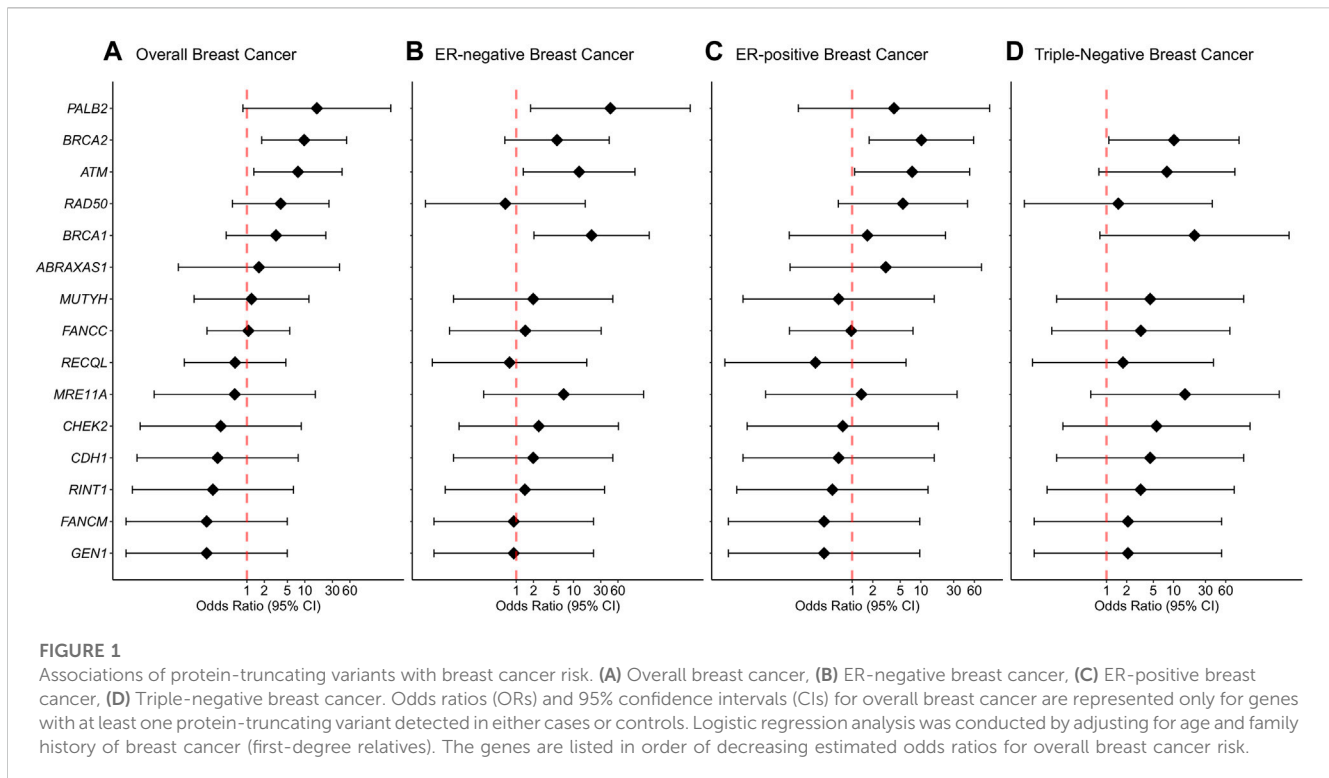 A Overall Breast Cancer
B ER-negative Breast Cancer
C ER-positive Breast Cancer
D Triple-Negative Breast Cancer
PALB2
BRCA2
ATM
RAD50
BRCA1
ABRAXAS1
MUTYH
FANCC
RECQL
MRE11A
CHEK2
CDH1
RINT1
FANCM
GEN1
1 2 5 10 30 60
Odds Ratio (95% CI)
1 2 5 10 30 60
Odds Ratio (95% CI)
1 2 5 10 30 60
Odds Ratio (95% CI)
1 2 5 10 30 60
Odds Ratio (95% CI)
FIGURE 1
Associations of protein-truncating variants with breast cancer risk. (A) Overall breast cancer, (B) ER-negative breast cancer, (C) ER-positive breast
cancer, (D) Triple-negative breast cancer. Odds ratios (ORs) and 95% confidence intervals (CIs) for overall breast cancer are represented only for genes
with at least one protein-truncating variant detected in either cases or controls. Logistic regression analysis was conducted by adjusting for age and family
history of breast cancer (first-degree relatives). The genes are listed in order of decreasing estimated odds ratios for overall breast cancer risk.